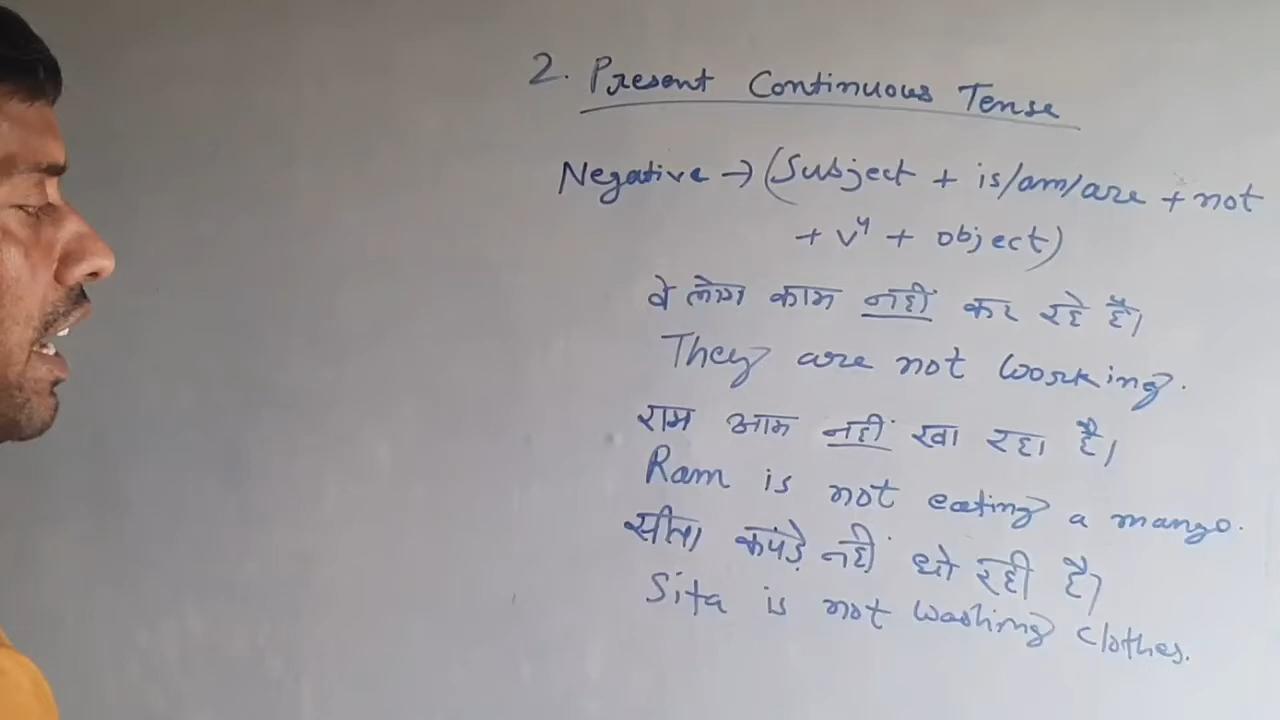 2. Present Continuous Tense
Negative → (Subject + is/am/are + not
+ v⁴ + object)
वे लोग काम नहीं कर रहे हैं।
They are not working.
राम आम नहीं खा रहा है।
Ram is not eating a mango.
सीता कपड़े नहीं धो रही है।
Sita is not washing clothes.